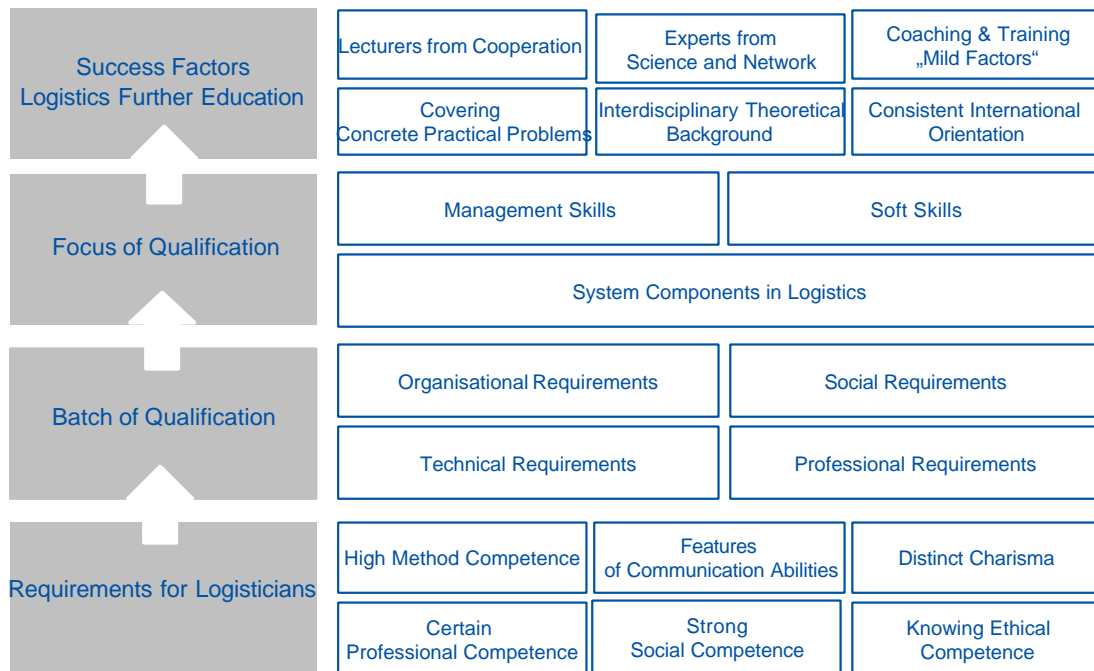 Success Factors
Logistics Further Education
Lecturers from Cooperation
Experts from
Science and Network
Coaching & Training
„Mild Factors“
Covering
Concrete Practical Problems
Interdisciplinary Theoretical
Background
Consistent International
Orientation
Focus of Qualification
Management Skills
Soft Skills
System Components in Logistics
Batch of Qualification
Organisational Requirements
Social Requirements
Technical Requirements
Professional Requirements
Requirements for Logisticians
High Method Competence
Features
of Communication Abilities
Distinct Charisma
Certain
Professional Competence
Strong
Social Competence
Knowing Ethical
Competence